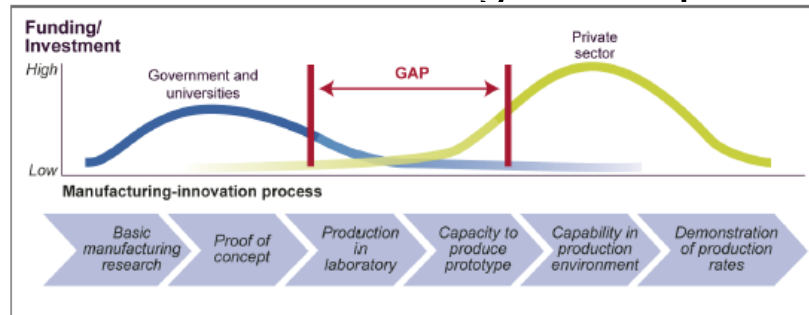 Funding/
Investment
High
Government and
universities
GAP
Private
sector
Low
Manufacturing-innovation process
Basic
manufacturing
research
Proof of
concept
Production
in
laboratory
Capacity to
produce
prototype
Capability in
production
environment
Demonstration
of production
rates